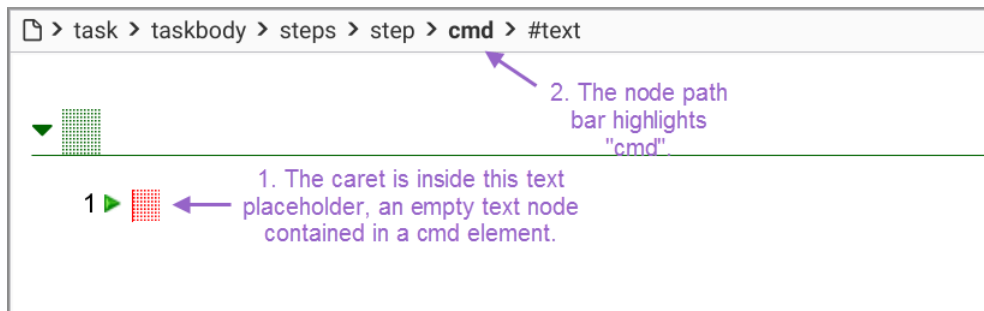 task > taskbody > steps > step > cmd > #text
2. The node path
bar highlights
"cmd".
1
1. The caret is inside this text
placeholder, an empty text node
contained in a cmd element.